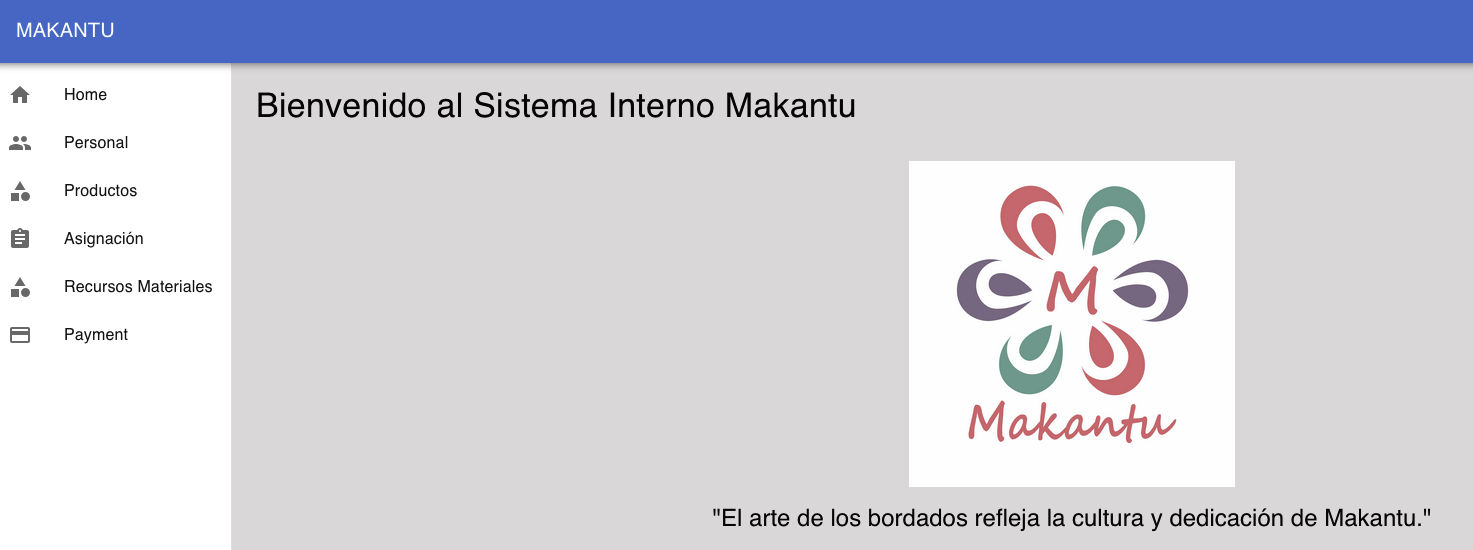 MAKANTU
Home
Personal
Productos
Asignación
Recursos Materiales
Payment
Bienvenido al Sistema Interno Makantu
M
Makantu
"El arte de los bordados refleja la cultura y dedicación de Makantu."